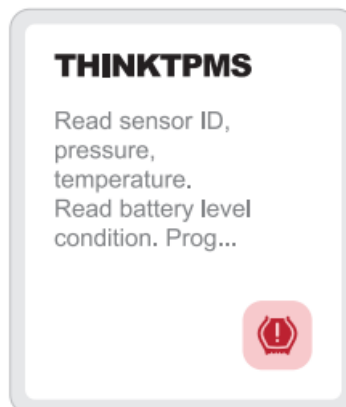 THINKTPMS
Read sensor ID,
pressure,
temperature.
Read battery level
condition. Prog...